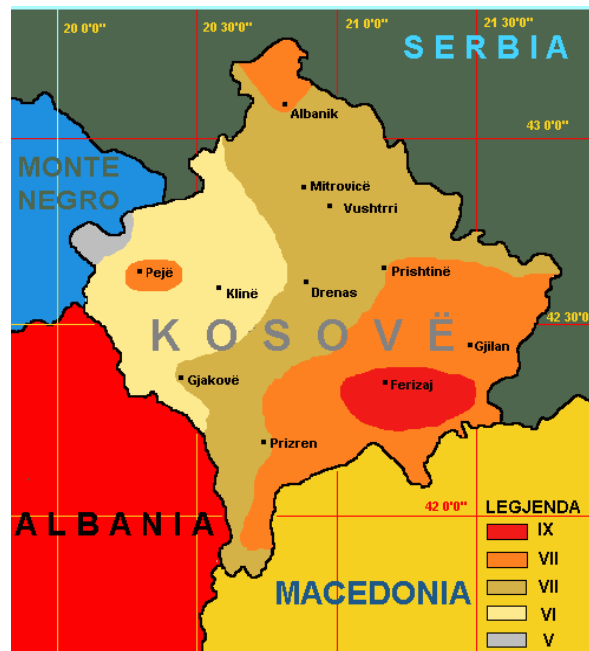 20 0'0" 20 30'0" 21 0'0" 21 30'0"
SERBIA
Albanik
43 0'0"
MONTE
NEGRO
Mitrovicë
Vushtrri
Pejë
Prishtinë
Klinë
Drenas
42 30'0"
KOSOVË
Gjilan
Gjakovë
Ferizaj
Prizren
42 0'0"
LEGJENDA
ALBANIA
IX
VII
VII
MACEDONIA
VI
V